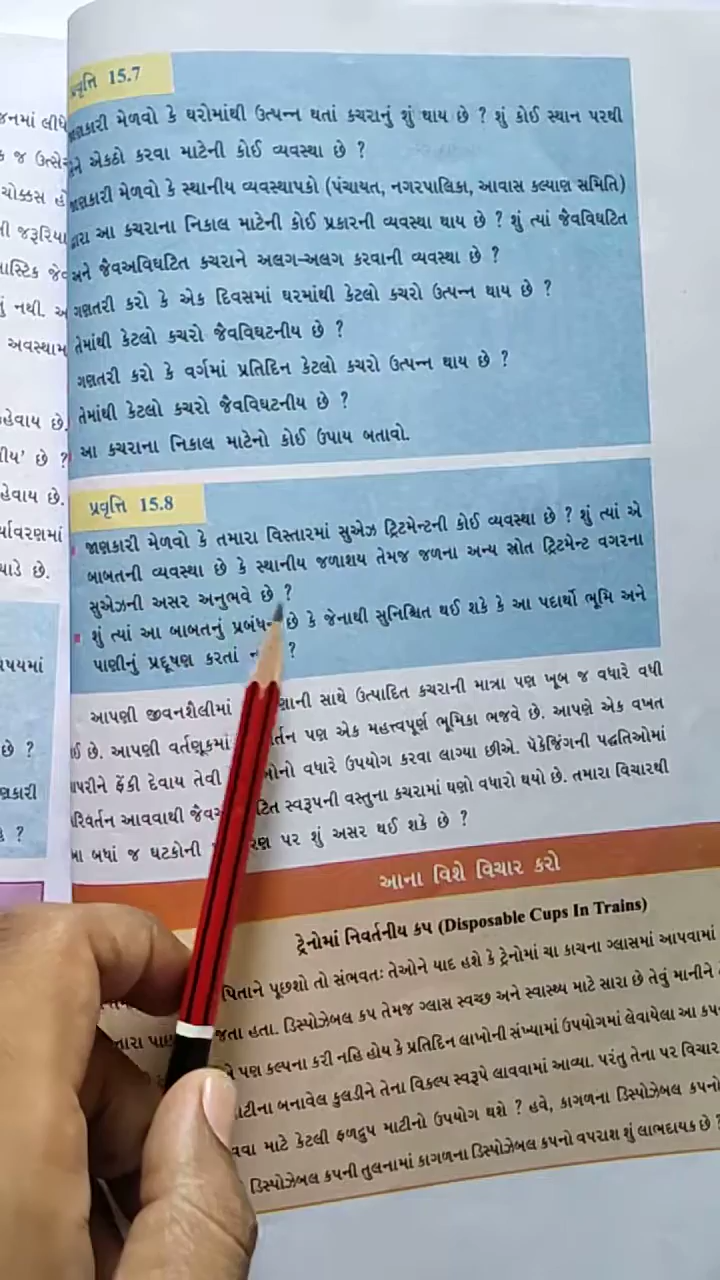 પ્રવૃત્તિ 15.7
જાણકારી મેળવો કે ઘરોમાંથી ઉત્પન્ન થતાં કચરાનું શું થાય છે ? શું કોઈ સ્થાન પરથી
એકઠો કરવા માટેની કોઈ વ્યવસ્થા છે ?
જાણકારી મેળવો કે સ્થાનીય વ્યવસ્થાપકો (પંચાયત, નગરપાલિકા, આવાસ કલ્યાણ સમિતિ)
દ્વારા આ કચરાના નિકાલ માટેની કોઈ પ્રકારની વ્યવસ્થા થાય છે ? શું ત્યાં જૈવવિઘટિત
અને જૈવઅવિઘટિત કચરાને અલગ-અલગ કરવાની વ્યવસ્થા છે ?
ગણતરી કરો કે એક દિવસમાં ઘરમાંથી કેટલો કચરો ઉત્પન્ન થાય છે ?
તેમાંથી કેટલો કચરો જૈવવિઘટનીય છે ?
ગણતરી કરો કે વર્ગમાં પ્રતિદિન કેટલો કચરો ઉત્પન્ન થાય છે ?
તેમાંથી કેટલો કચરો જૈવવિઘટનીય છે ?
આ કચરાના નિકાલ માટેનો કોઈ ઉપાય બતાવો.
પ્રવૃત્તિ 15.8
જાણકારી મેળવો કે તમારા વિસ્તારમાં સુએઝ ટ્રિટમેન્ટની કોઈ વ્યવસ્થા છે ? શું ત્યાં એ
બાબતની વ્યવસ્થા છે કે સ્થાનીય જળાશય તેમજ જળના અન્ય સ્રોત ટ્રિટમેન્ટ વગરના
સુએઝની અસર અનુભવે છે ?
શું ત્યાં આ બાબતનું પ્રબંધન છે કે જેનાથી સુનિશ્ચિત થઈ શકે કે આ પદાર્થો ભૂમિ અને
પાણીનું પ્રદૂષણ કરતાં ?
આપણી જીવનશૈલીમાં સાથે ઉત્પાદિત કચરાની માત્રા પણ ખૂબ જ વધારે વધી
છે. આપણી વર્તણૂકમાં પણ એક મહત્ત્વપૂર્ણ ભૂમિકા ભજવે છે. આપણે એક વખત
ફેંકી દેવાય તેવી વધારે ઉપયોગ કરવા લાગ્યા છીએ. પૅકેજિંગની પદ્ધતિઓમાં
પરિવર્તન આવવાથી સ્વરૂપની વસ્તુના કચરામાં ઘણો વધારો થયો છે. તમારા વિચારથી
આ બધાં જ ઘટકોની પર શું અસર થઈ શકે છે ?
આના વિશે વિચાર કરો
ટ્રેનોમાં નિવર્તનીય કપ (Disposable Cups In Trains)
પૂછશો તો સંભવતઃ તેઓને યાદ હશે કે ટ્રેનોમાં ચા કાચના ગ્લાસમાં આપવામાં
જતા હતા. ડિસ્પોઝેબલ કપ તેમજ ગ્લાસ સ્વચ્છ અને સ્વાસ્થ્ય માટે સારા છે તેવું માનીને
પણ કલ્પના કરી નહિ હોય કે પ્રતિદિન લાખોની સંખ્યામાં ઉપયોગમાં લેવાયેલા આ
બનાવેલ કુલડીને તેના વિકલ્પ સ્વરૂપે લાવવામાં આવ્યા. પરંતુ તેના પર વિચાર
માટે કેટલી ફળદ્રુપ માટીનો ઉપયોગ થશે ? હવે, કાગળના ડિસ્પોઝેબલ
ડિસ્પોઝેબલ કપની તુલનામાં કાગળના ડિસ્પોઝેબલ કપનો વપરાશ શું લાભદાયક છે ?